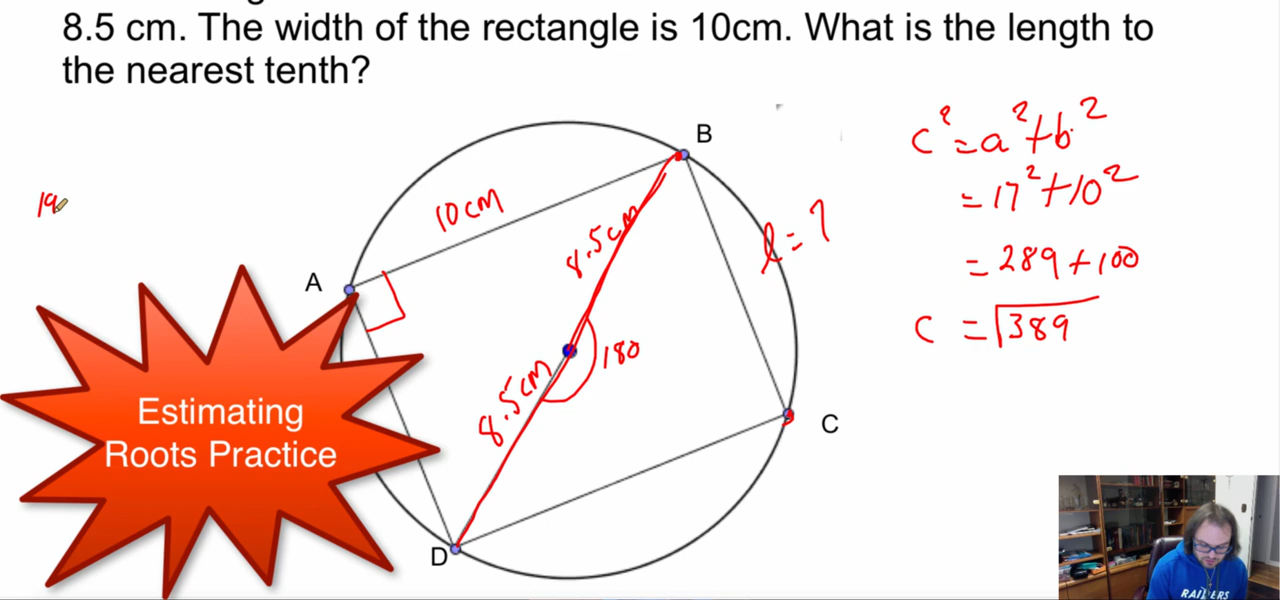 8.5 cm. The width of the rectangle is 10cm. What is the length to
the nearest tenth?
B
c² = a² + b²
= 17² + 10²
= 289 + 100
c = √389
10cm
8.5cm
l = ?
A
180
8.5cm
Estimating
Roots Practice
C
D